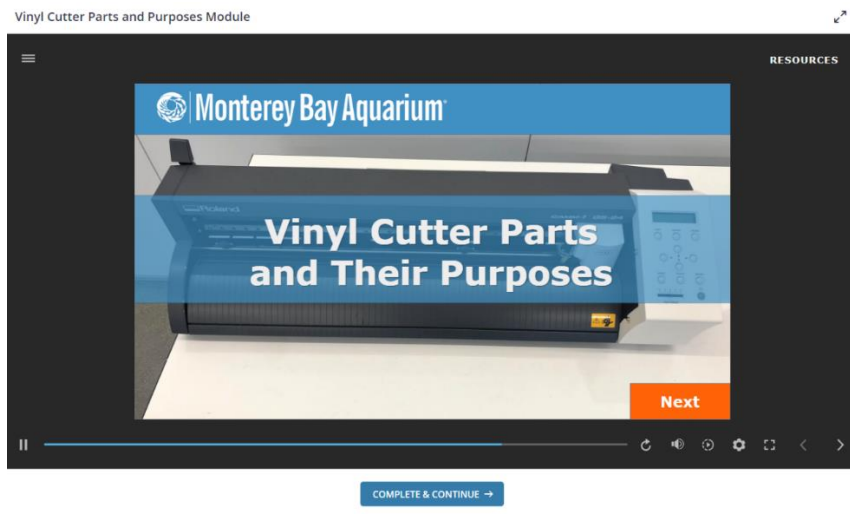 Vinyl Cutter Parts and Purposes Module
RESOURCES
Monterey Bay Aquarium
Roland
Vinyl Cutter Parts
and Their Purposes
Next
COMPLETE & CONTINUE →